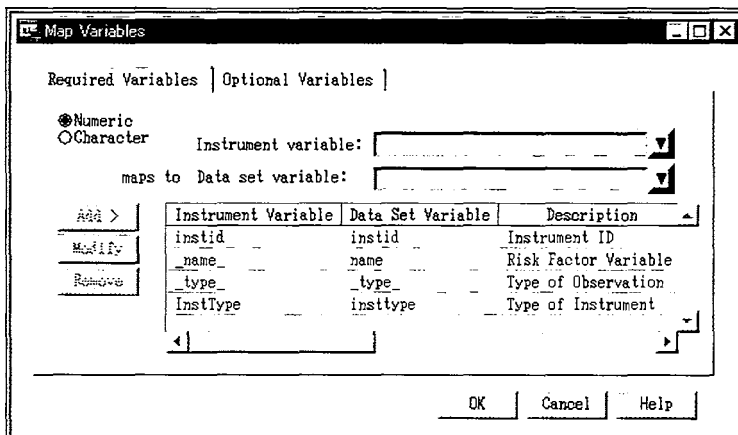 Map Variables
Required Variables Optional Variables
Numeric
Character
Instrument variable:
maps to Data set variable:
Add >
Modify
Remove
Instrument Variable Data Set Variable Description
instid instid Instrument ID
_name_ name Risk Factor Variable
_type_ _type_ Type of Observation
InstType insttype Type of Instrument
OK Cancel Help